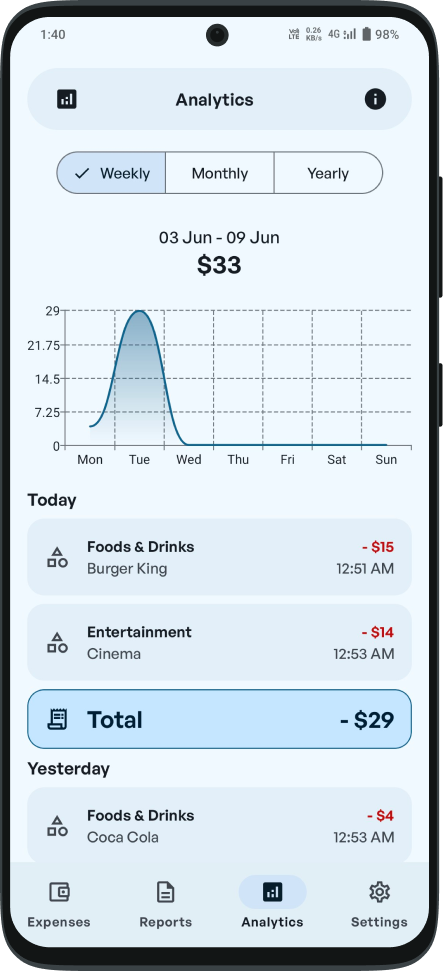 1:40
Voɫ LTE 0.26 KB/s 4G 98%
Analytics
Weekly Monthly Yearly
03 Jun - 09 Jun
$33
29
21.75
14.5
7.25
0
Mon Tue Wed Thu Fri Sat Sun
Today
Foods & Drinks - $15
Burger King 12:51 AM
Entertainment - $14
Cinema 12:53 AM
Total - $29
Yesterday
Foods & Drinks - $4
Coca Cola 12:53 AM
Expenses Reports Analytics Settings